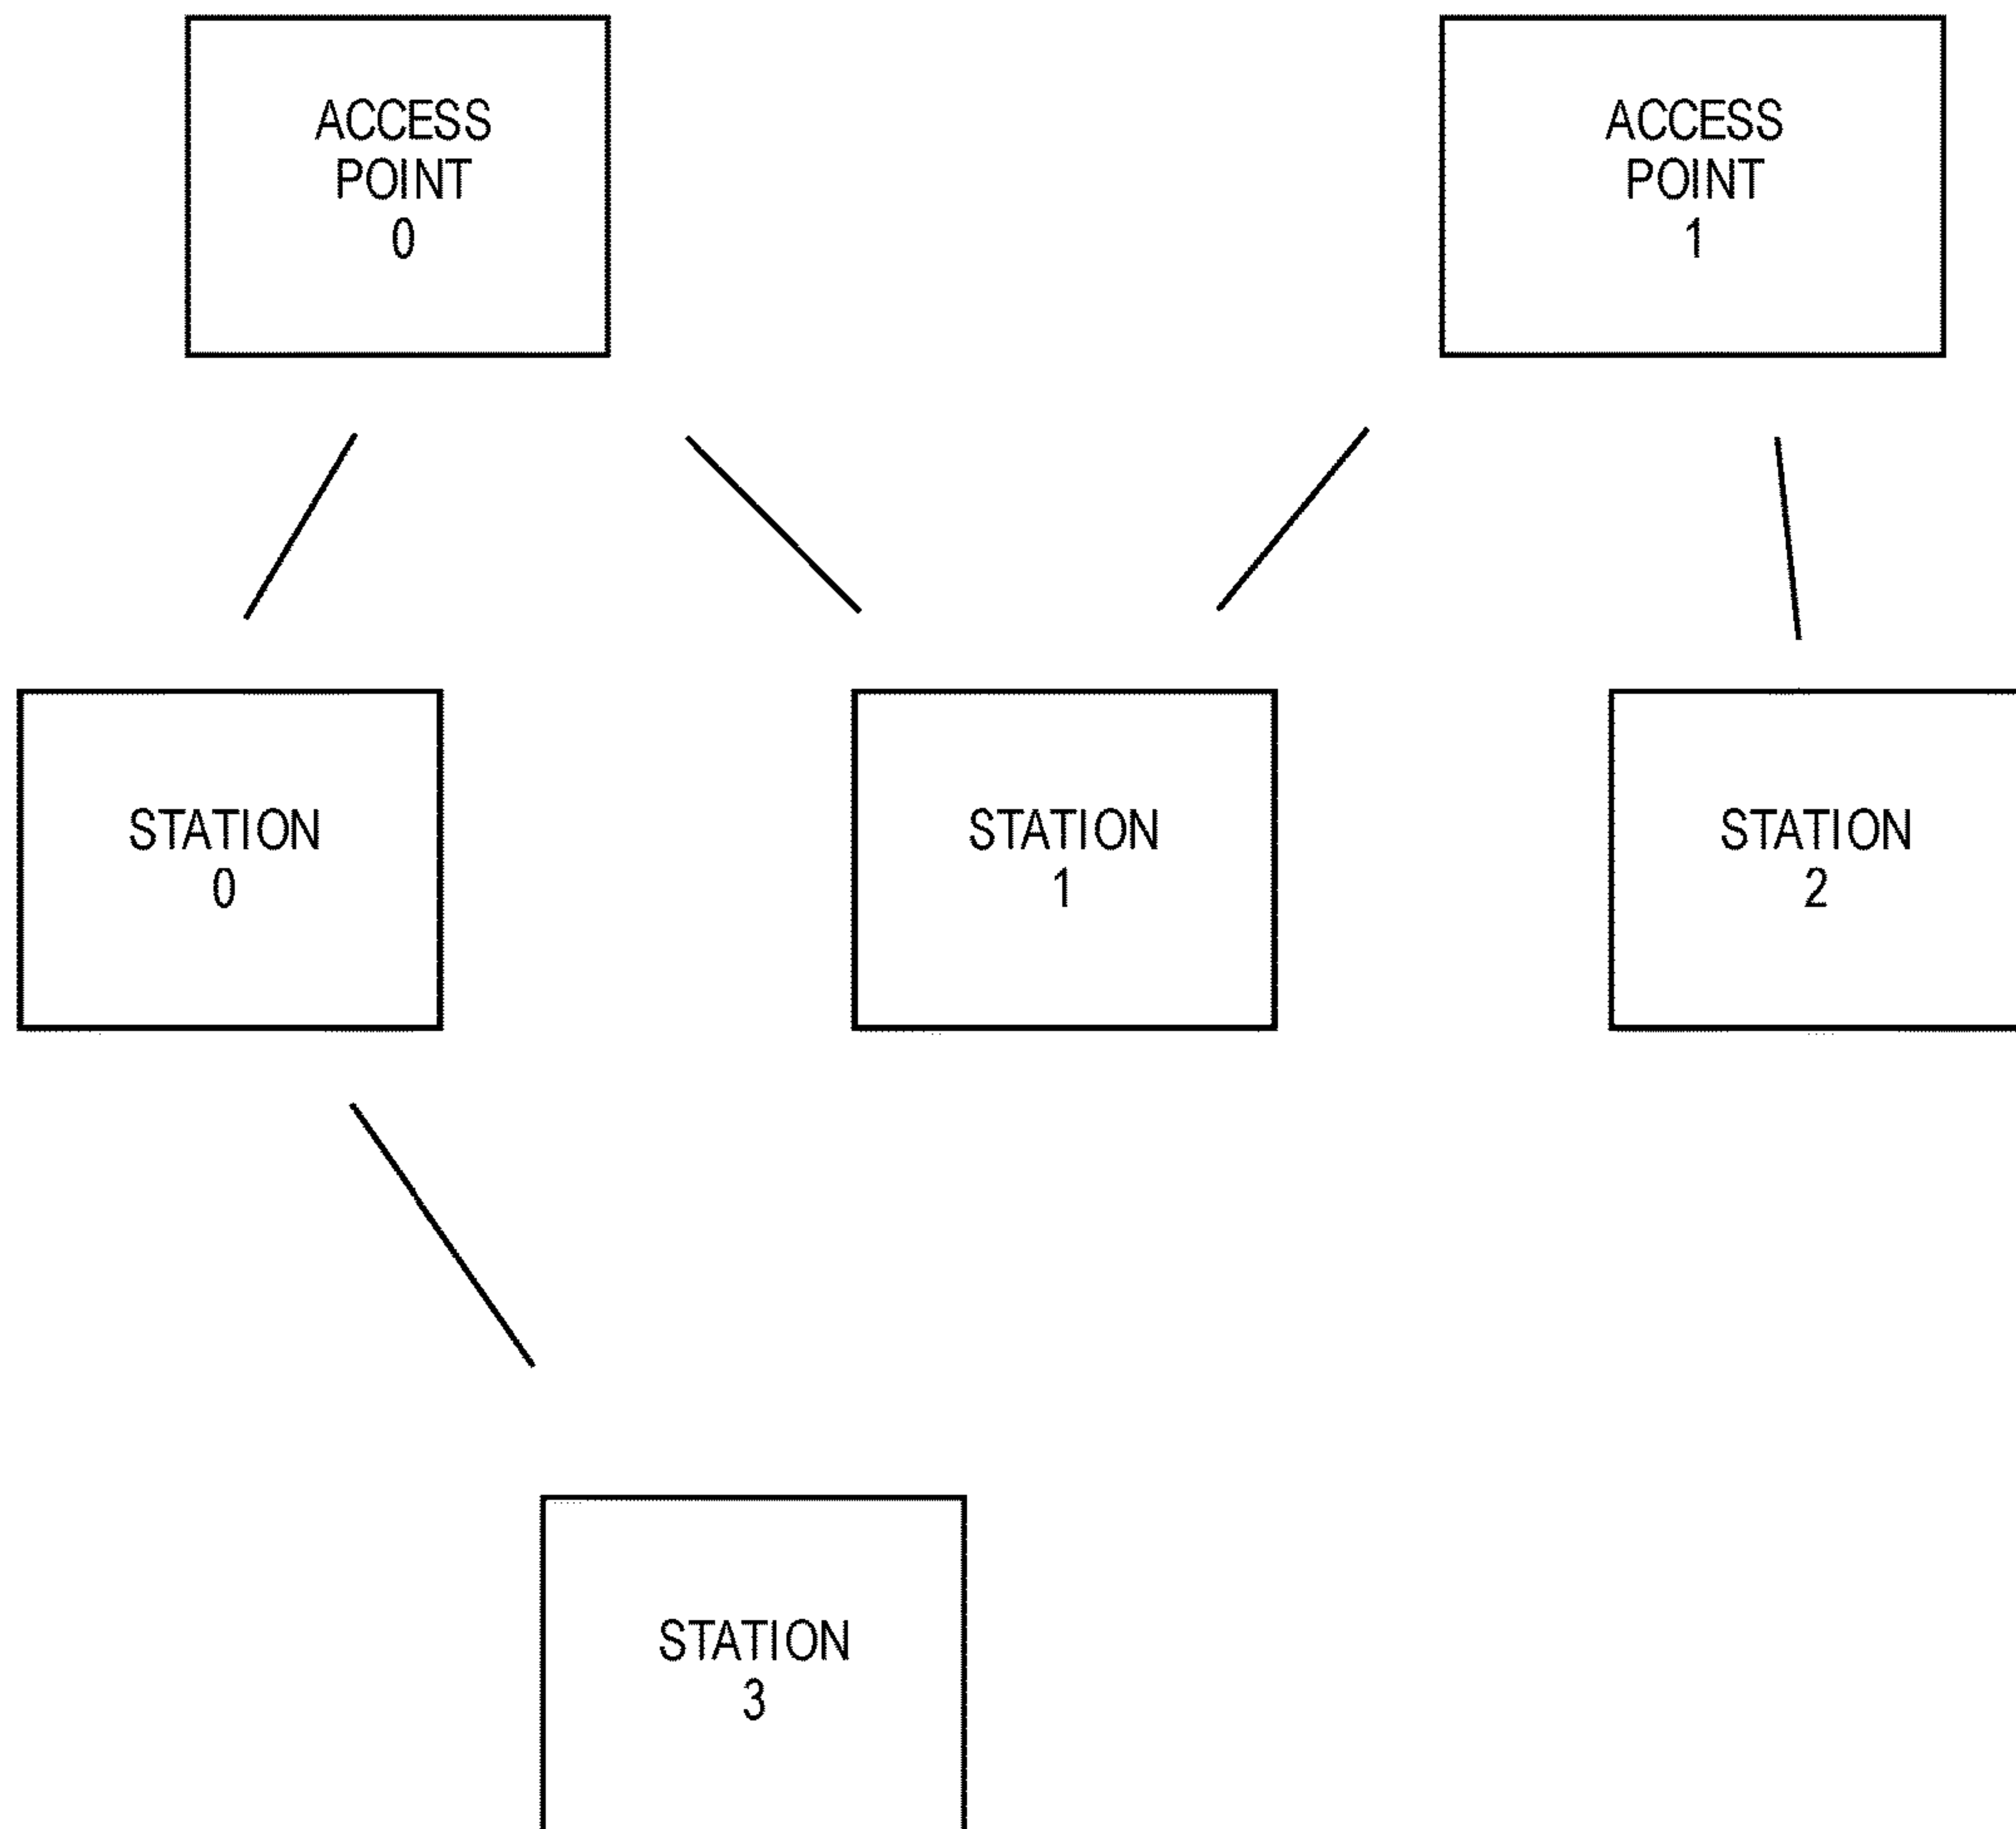 ACCESS
POINT
0
ACCESS
POINT
1
STATION
0
STATION
1
STATION
2
STATION
3